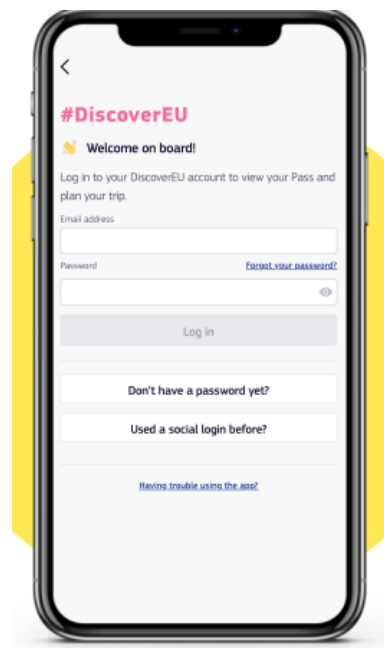 #DiscoverEU
Welcome on board!
Log in to your DiscoverEU account to view your Pass and
plan your trip.
Email address
Password
Forgot your password?
Log in
Don't have a password yet?
Used a social login before?
Having trouble using the app?